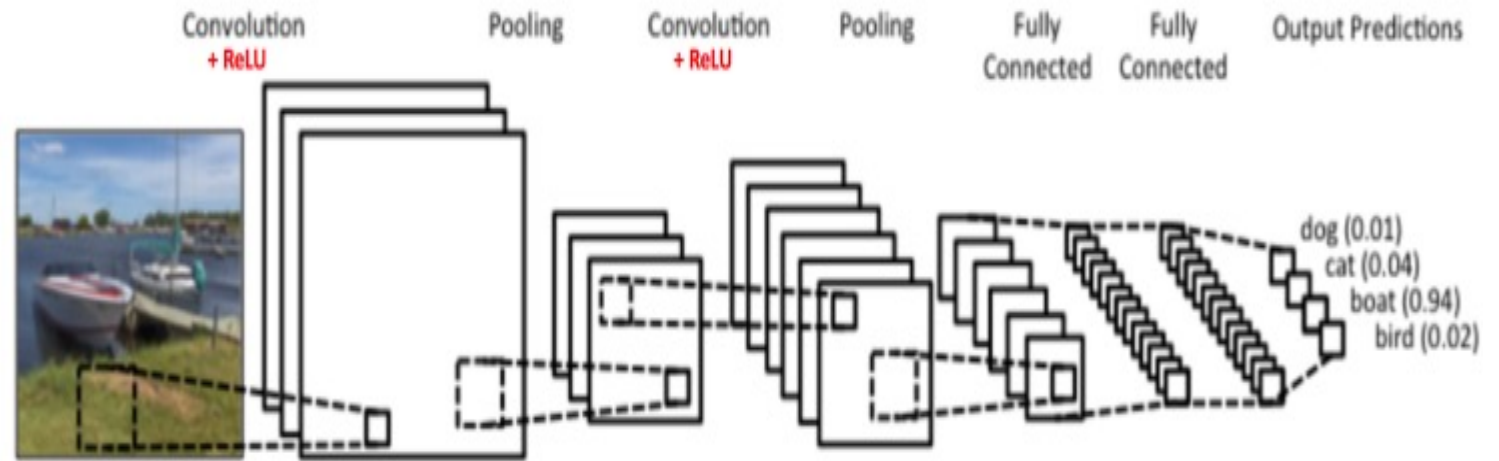 Convolution
+ ReLU
Pooling
Convolution
+ ReLU
Pooling
Fully
Connected
Fully
Connected
Output Predictions
dog (0.01)
cat (0.04)
boat (0.94)
bird (0.02)